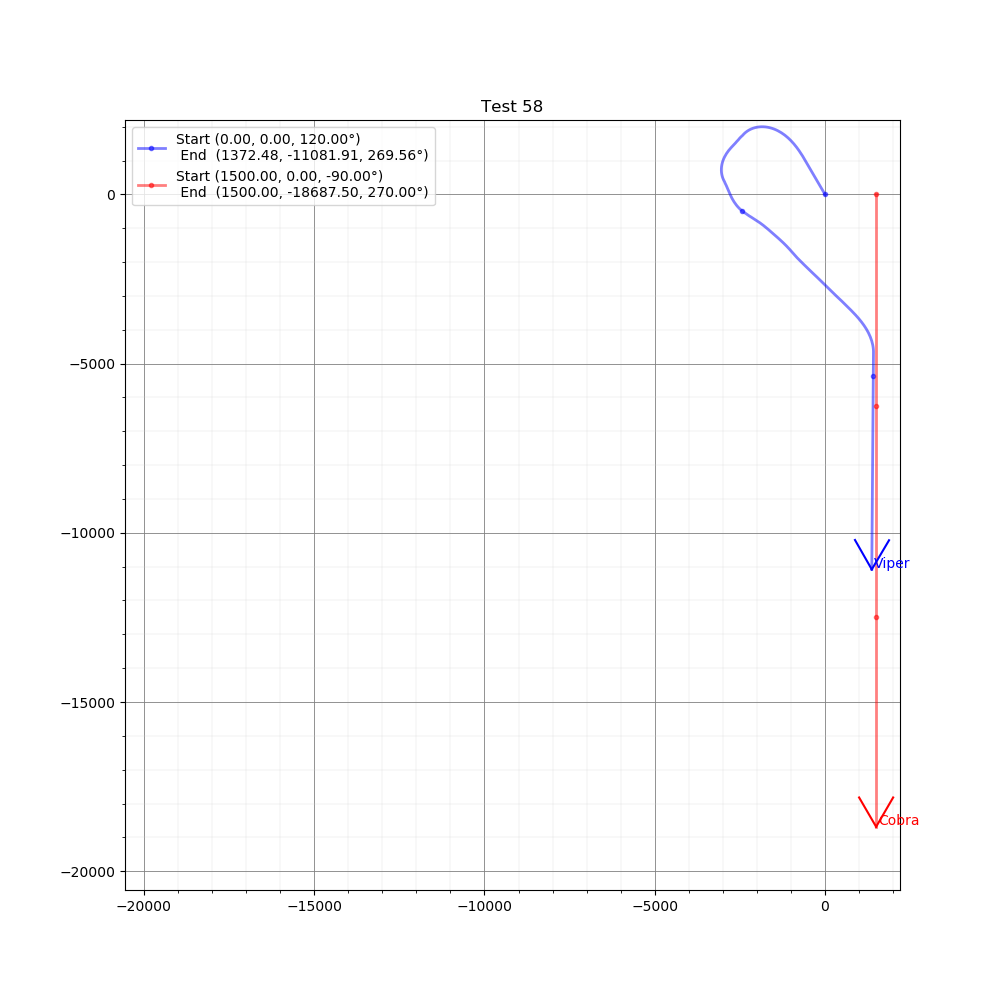 Test 58
Start (0.00, 0.00, 120.00°)
End  (1372.48, -11081.91, 269.56°)
Start (1500.00, 0.00, -90.00°)
End  (1500.00, -18687.50, 270.00°)
0
−5000
−10000
−15000
−20000
Viper
Cobra
−20000
−15000
−10000
−5000
0